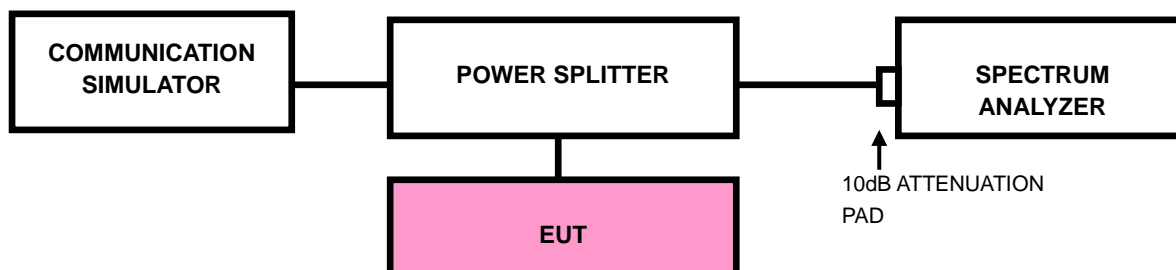 COMMUNICATION
SIMULATOR
POWER SPLITTER
SPECTRUM
ANALYZER
10dB ATTENUATION
PAD
EUT